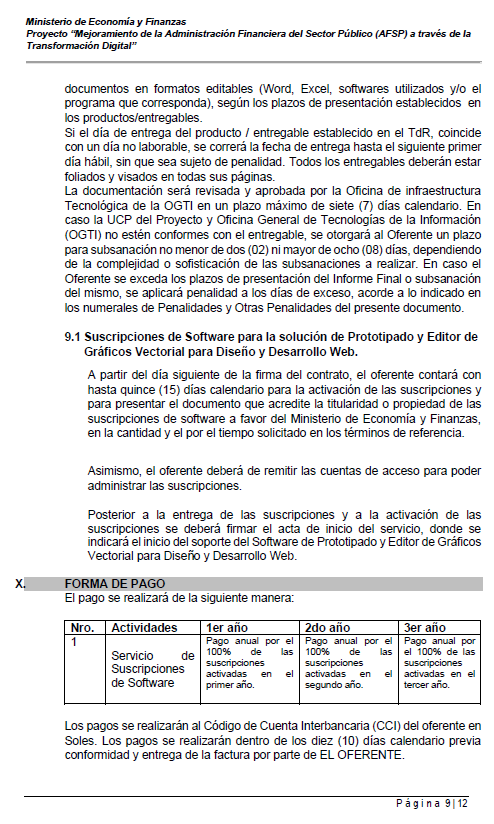 Ministerio de Economía y Finanzas
Proyecto "Mejoramiento de la Administración Financiera del Sector Público (AFSP) a través de la
Transformación Digital"
documentos en formatos editables (Word, Excel, softwares utilizados y/o el
programa que corresponda), según los plazos de presentación establecidos en
los productos/entregables.
Si el día de entrega del producto / entregable establecido en el TdR, coincide
con un día no laborable, se correrá la fecha de entrega hasta el siguiente primer
día hábil, sin que sea sujeto de penalidad. Todos los entregables deberán estar
foliados y visados en todas sus páginas.
La documentación será revisada y aprobada por la Oficina de infraestructura
Tecnológica de la OGTI en un plazo máximo de siete (7) días calendario. En
caso la UCP del Proyecto y Oficina General de Tecnologías de la Información
(OGTI) no estén conformes con el entregable, se otorgará al Oferente un plazo
para subsanación no menor de dos (02) ni mayor de ocho (08) días, dependiendo
de la complejidad o sofisticación de las subsanaciones a realizar. En caso el
Oferente se exceda los plazos de presentación del Informe Final o subsanación
del mismo, se aplicará penalidad a los días de exceso, acorde a lo indicado en
los numerales de Penalidades y Otras Penalidades del presente documento.
9.1 Suscripciones de Software para la solución de Prototipado y Editor de
Gráficos Vectorial para Diseño y Desarrollo Web.
A partir del día siguiente de la firma del contrato, el oferente contará con
hasta quince (15) días calendario para la activación de las suscripciones y
para presentar el documento que acredite la titularidad o propiedad de las
suscripciones de software a favor del Ministerio de Economía y Finanzas,
en la cantidad y el por el tiempo solicitado en los términos de referencia.
Asimismo, el oferente deberá de remitir las cuentas de acceso para poder
administrar las suscripciones.
Posterior a la entrega de las suscripciones y a la activación de las
suscripciones se deberá firmar el acta de inicio del servicio, donde se
indicará el inicio del soporte del Software de Prototipado y Editor de Gráficos
Vectorial para Diseño y Desarrollo Web.
X. FORMA DE PAGO
El pago se realizará de la siguiente manera:
Nro. Actividades 1er año 2do año 3er año
1 Servicio de Suscripciones de Software
Pago anual por el 100% de las suscripciones activadas en el primer año.
Pago anual por el 100% de las suscripciones activadas en el segundo año.
Pago anual por el 100% de las suscripciones activadas en el tercer año.
Los pagos se realizarán al Código de Cuenta Interbancaria (CCI) del oferente en
Soles. Los pagos se realizarán dentro de los diez (10) días calendario previa
conformidad y entrega de la factura por parte de EL OFERENTE.
Página 9|12